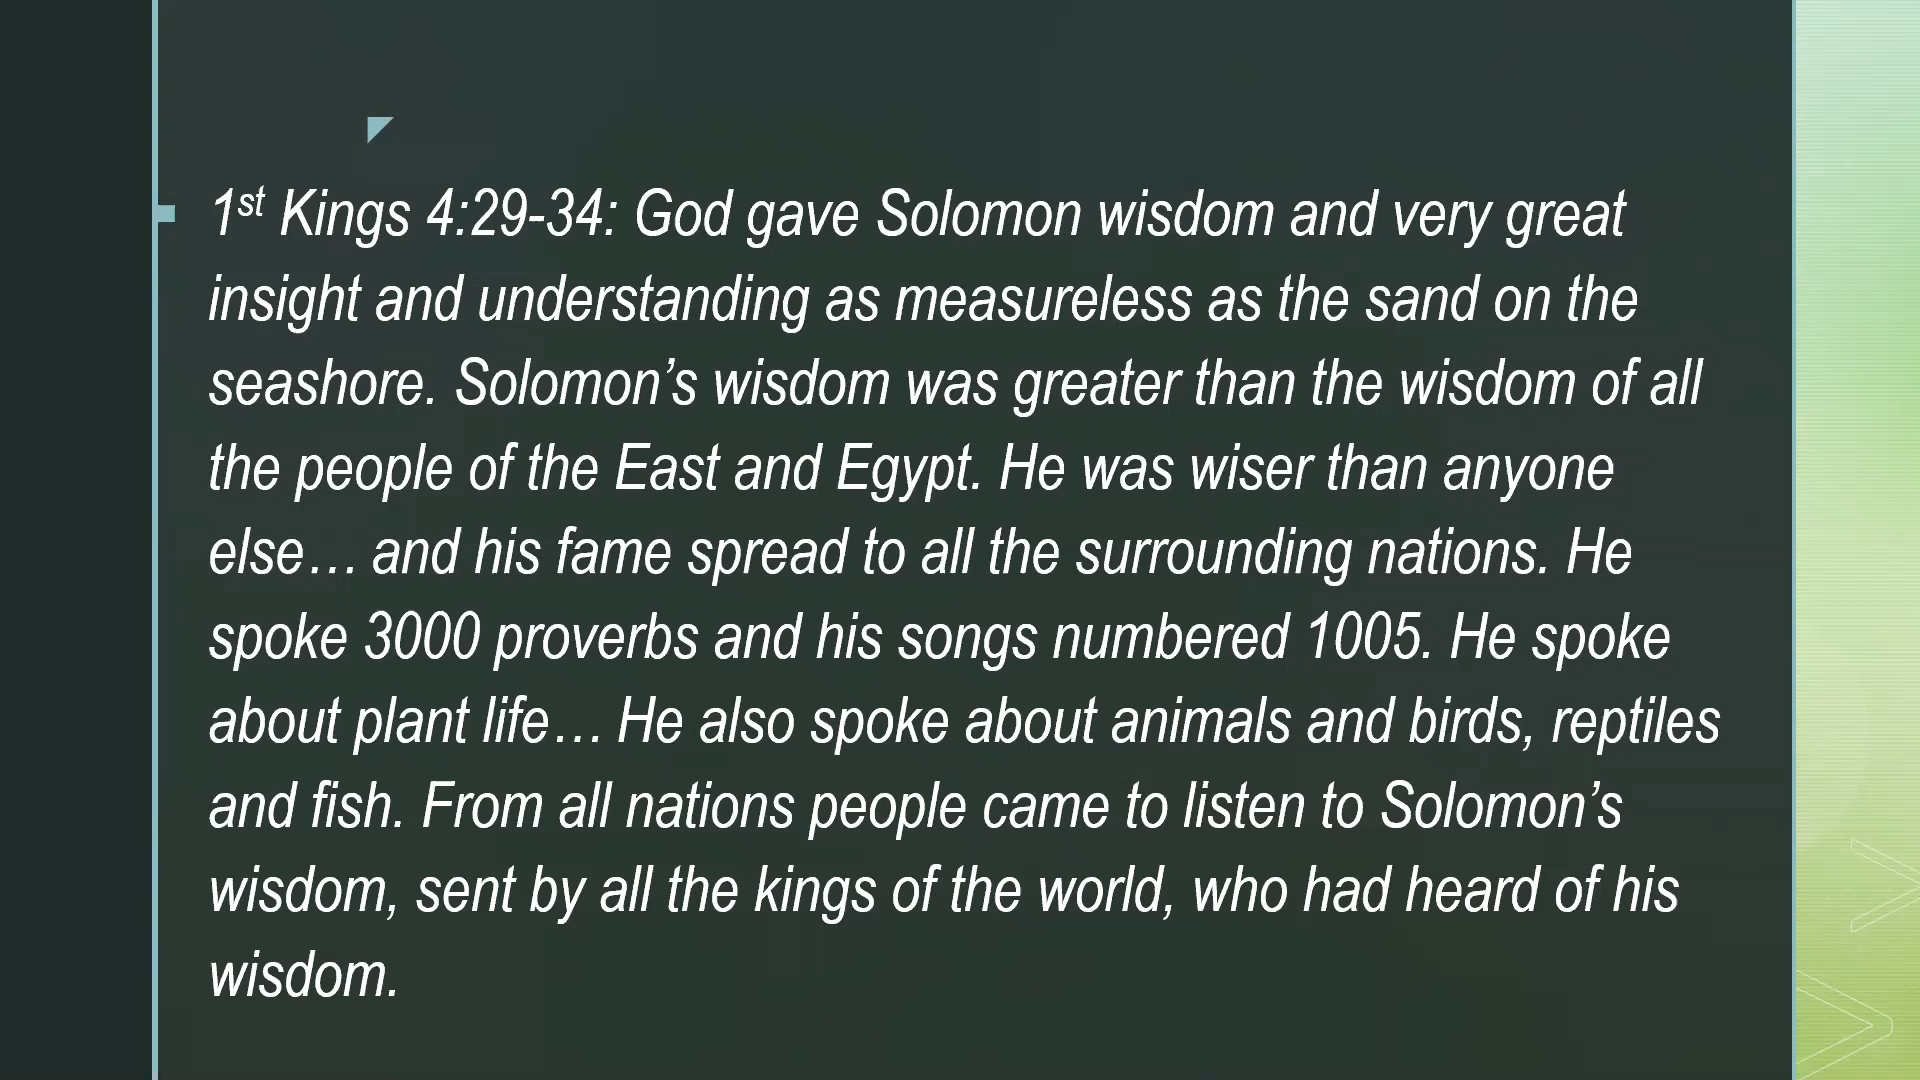 1st Kings 4:29-34: God gave Solomon wisdom and very great
insight and understanding as measureless as the sand on the
seashore. Solomon’s wisdom was greater than the wisdom of all
the people of the East and Egypt. He was wiser than anyone
else… and his fame spread to all the surrounding nations. He
spoke 3000 proverbs and his songs numbered 1005. He spoke
about plant life… He also spoke about animals and birds, reptiles
and fish. From all nations people came to listen to Solomon’s
wisdom, sent by all the kings of the world, who had heard of his
wisdom.